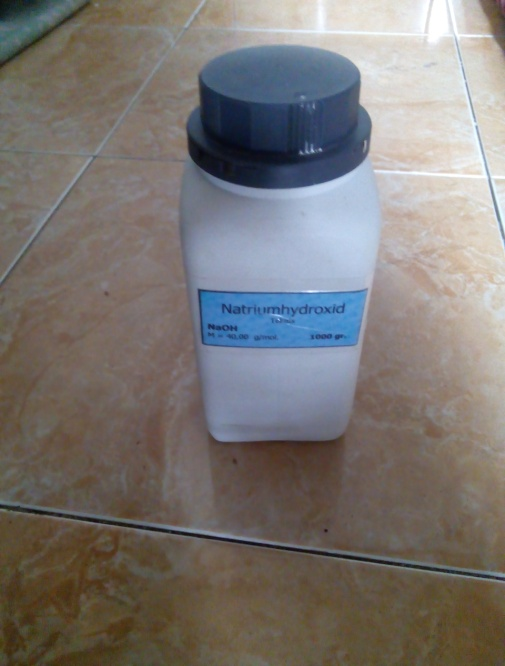 Natriumhydroxid
NaOH
M = 40,00 g/mol
1000 gr.